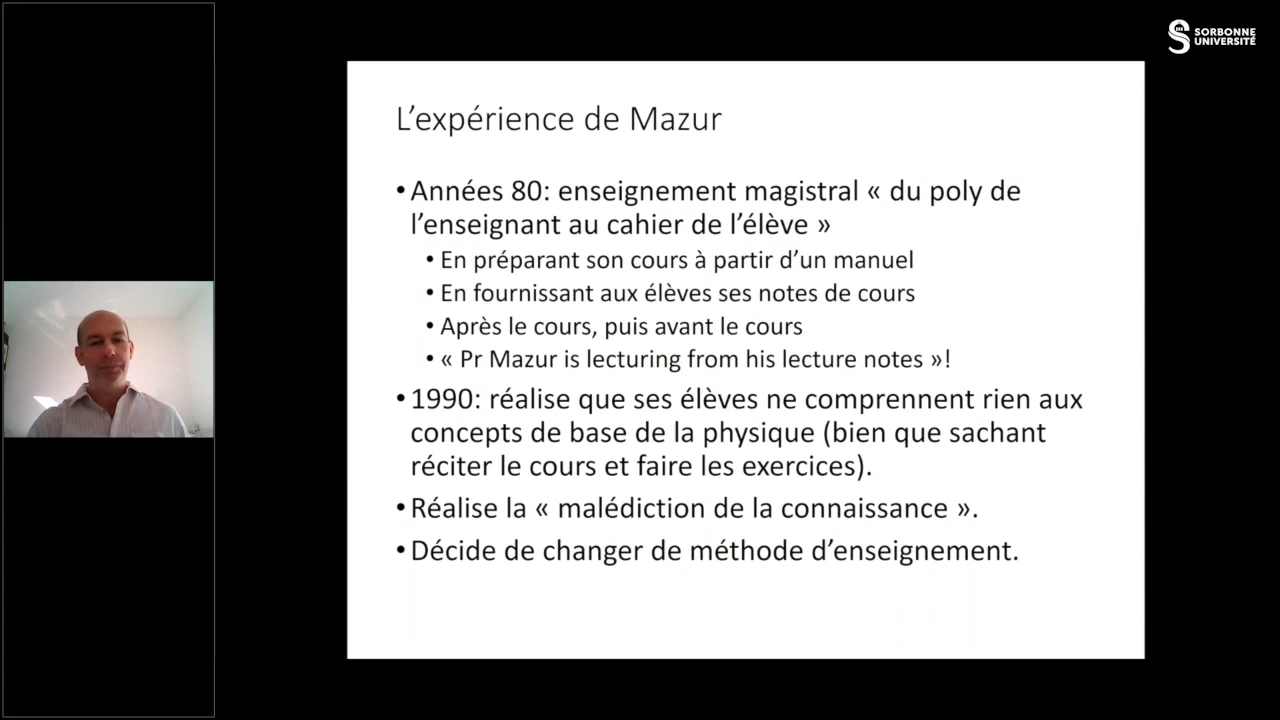 SORBONNE
UNIVERSITÉ
L’expérience de Mazur
• Années 80: enseignement magistral « du poly de
l’enseignant au cahier de l’élève »
• En préparant son cours à partir d’un manuel
• En fournissant aux élèves ses notes de cours
• Après le cours, puis avant le cours
• « Pr Mazur is lecturing from his lecture notes »!
• 1990: réalise que ses élèves ne comprennent rien aux
concepts de base de la physique (bien que sachant
réciter le cours et faire les exercices).
• Réalise la « malédiction de la connaissance ».
• Décide de changer de méthode d’enseignement.